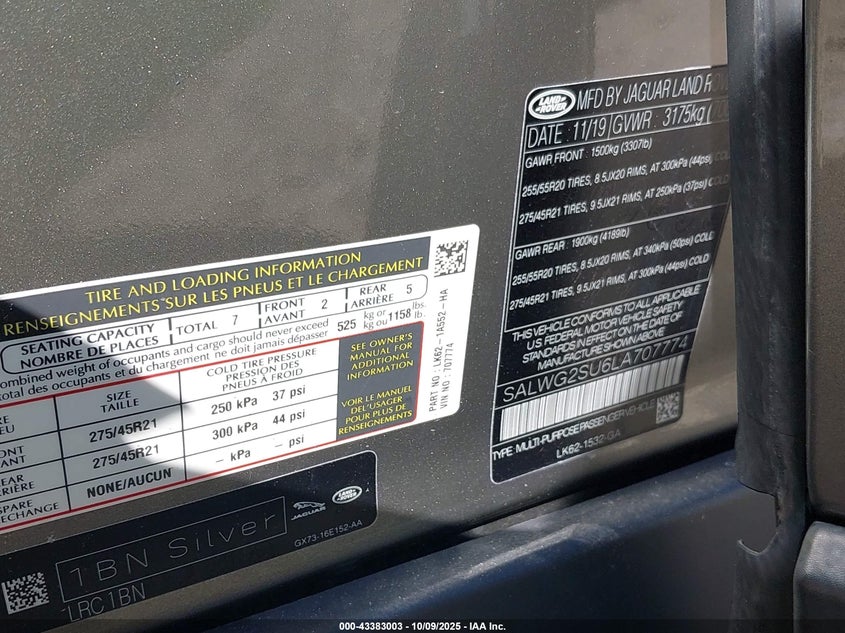 TIRE AND LOADING INFORMATION
RENSEIGNEMENTS SUR LES PNEUS ET LE CHARGEMENT
SEATING CAPACITY
NOMBRE DE PLACES
TOTAL 7
FRONT
AVANT 2
REAR
ARRIÈRE 5
combined weight of occupants and cargo should never exceed
total des occupants et du chargement ne doit jamais dépasser
525 kg or 1158 lbs.
kg ou lb.
SIZE
TAILLE
COLD TIRE PRESSURE
PRESSION DES
PNEUS À FROID
275/45R21 250 kPa 37 psi
275/45R21 300 kPa 44 psi
NONE/AUCUN – kPa – psi
SEE OWNER'S
MANUAL FOR
ADDITIONAL
INFORMATION
VOIR LE MANUEL
DEL'USAGER
POUR PLUS DE
RENSEIGNEMENTS
PART NO : LK62-1A552-HA
VIN NO : 707774
1BN Silver
JAGUAR
LAND ROVER
GX73-16E152-AA
LRC1BN
LAND ROVER
MFD BY JAGUAR LAND
DATE : 11/19 GVWR : 3175kg
GAWR FRONT : 1500kg (3307lb)
255/55R20 TIRES, 8.5JX20 RIMS, AT 300kPa (44psi)
275/45R21 TIRES, 9.5JX21 RIMS, AT 250kPa (37psi)
GAWR REAR : 1900kg (4189lb)
255/55R20 TIRES, 8.5JX20 RIMS, AT 340kPa (50psi) COLD
275/45R21 TIRES, 9.5JX21 RIMS, AT 300kPa (44psi) COLD
THIS VEHICLE CONFORMS TO ALL APPLICABLE
U.S. FEDERAL MOTOR VEHICLE SAFETY
STANDARDS IN EFFECT ON THE DATE OF
MANUFACTURE SHOWN ABOVE
SALWG2SU6LA707774
TYPE: MULTI-PURPOSE PASSENGER VEHICLE
LK62-1532-GA
000-43383003 - 10/09/2025 - IAA Inc.